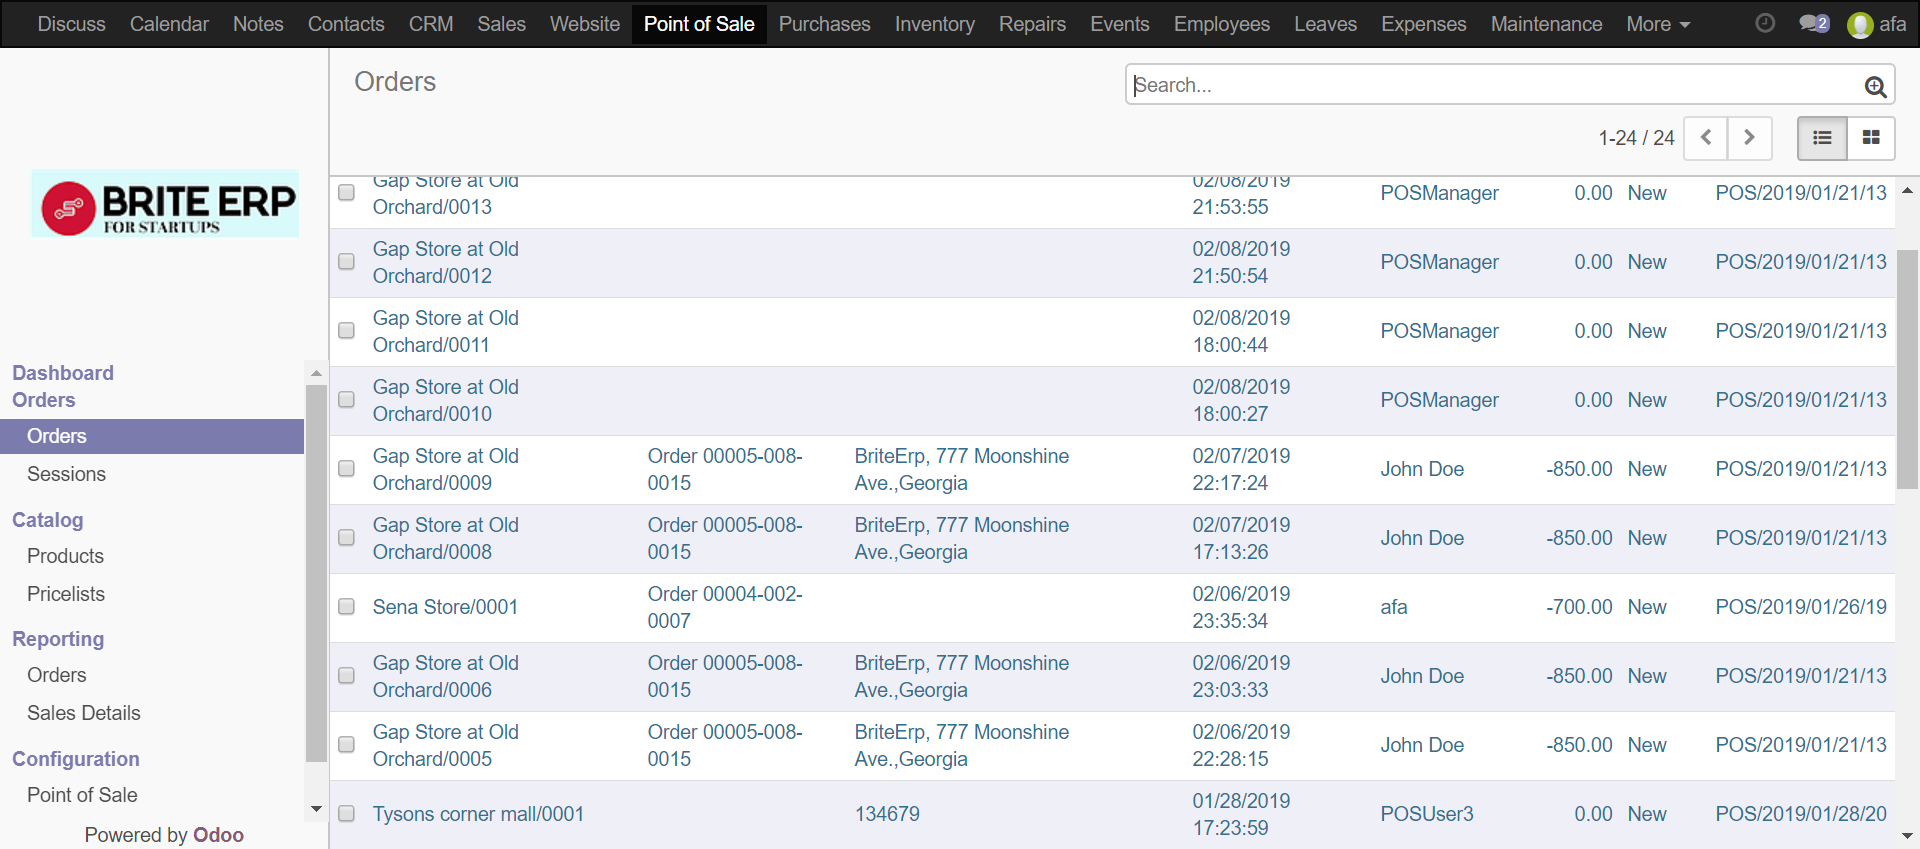 Discuss Calendar Notes Contacts CRM Sales Website Point of Sale Purchases Inventory Repairs Events Employees Leaves Expenses Maintenance More 2 afa
Orders
Search...
1-24 / 24
BRITE ERP
FOR STARTUPS
Dashboard
Orders
Orders
Sessions
Catalog
Products
Pricelists
Reporting
Orders
Sales Details
Configuration
Point of Sale
Powered by Odoo
Gap Store at Old 02/08/2019
Orchard/0013 21:53:55 POSManager 0.00 New POS/2019/01/21/13
Gap Store at Old 02/08/2019
Orchard/0012 21:50:54 POSManager 0.00 New POS/2019/01/21/13
Gap Store at Old 02/08/2019
Orchard/0011 18:00:44 POSManager 0.00 New POS/2019/01/21/13
Gap Store at Old 02/08/2019
Orchard/0010 18:00:27 POSManager 0.00 New POS/2019/01/21/13
Gap Store at Old Order 00005-008- BriteErp, 777 Moonshine 02/07/2019
Orchard/0009 0015 Ave.,Georgia 22:17:24 John Doe -850.00 New POS/2019/01/21/13
Gap Store at Old Order 00005-008- BriteErp, 777 Moonshine 02/07/2019
Orchard/0008 0015 Ave.,Georgia 17:13:26 John Doe -850.00 New POS/2019/01/21/13
Sena Store/0001 Order 00004-002- 02/06/2019
0007 23:35:34 afa -700.00 New POS/2019/01/26/19
Gap Store at Old Order 00005-008- BriteErp, 777 Moonshine 02/06/2019
Orchard/0006 0015 Ave.,Georgia 23:03:33 John Doe -850.00 New POS/2019/01/21/13
Gap Store at Old Order 00005-008- BriteErp, 777 Moonshine 02/06/2019
Orchard/0005 0015 Ave.,Georgia 22:28:15 John Doe -850.00 New POS/2019/01/21/13
Tysons corner mall/0001 134679 01/28/2019
17:23:59 POSUser3 0.00 New POS/2019/01/28/20